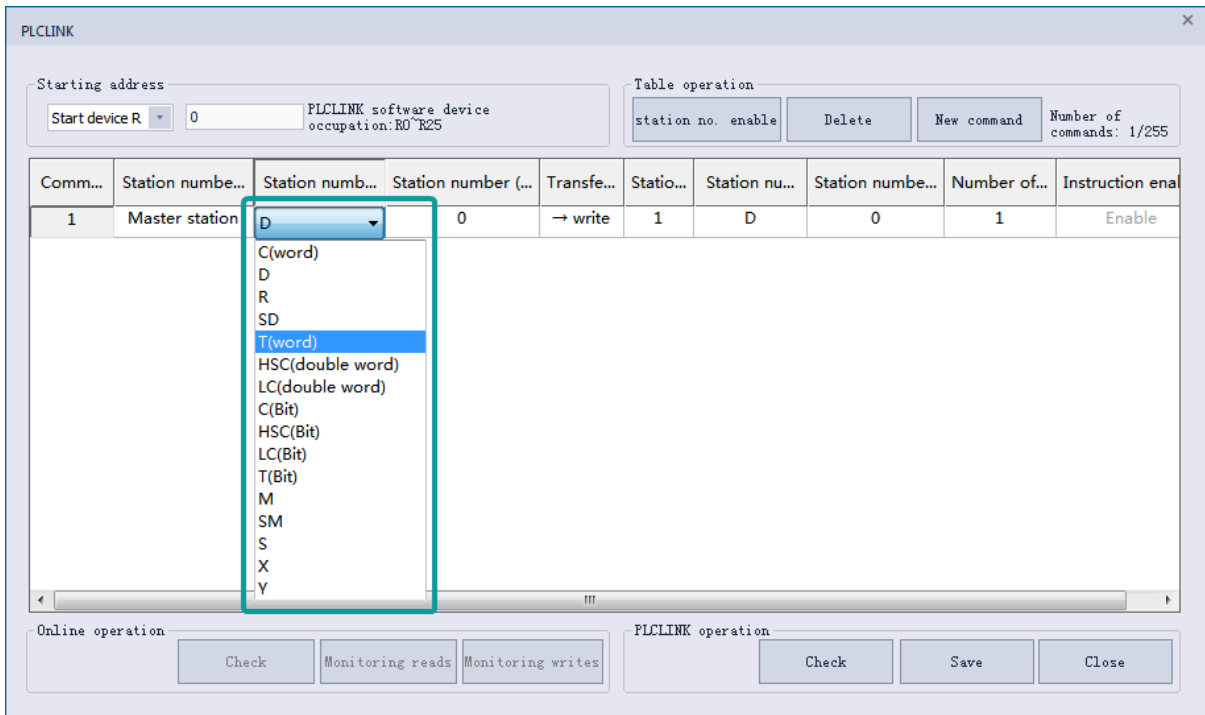 PLCLINK
Starting address
Start device R
0
PLCLINK software device
occupation:R0~R25
Table operation
station no. enable
Delete
New command
Number of
commands: 1/255
Comm...
Station numbe...
Station numb...
Station number (...
Transfe...
Statio...
Station nu...
Station numbe...
Number of...
Instruction enal
1
Master station
D
0
→ write
1
D
0
1
Enable
C(word)
D
R
SD
T(word)
HSC(double word)
LC(double word)
C(Bit)
HSC(Bit)
LC(Bit)
T(Bit)
M
SM
S
X
Y
Online operation
Check
Monitoring reads
Monitoring writes
PLCLINK operation
Check
Save
Close